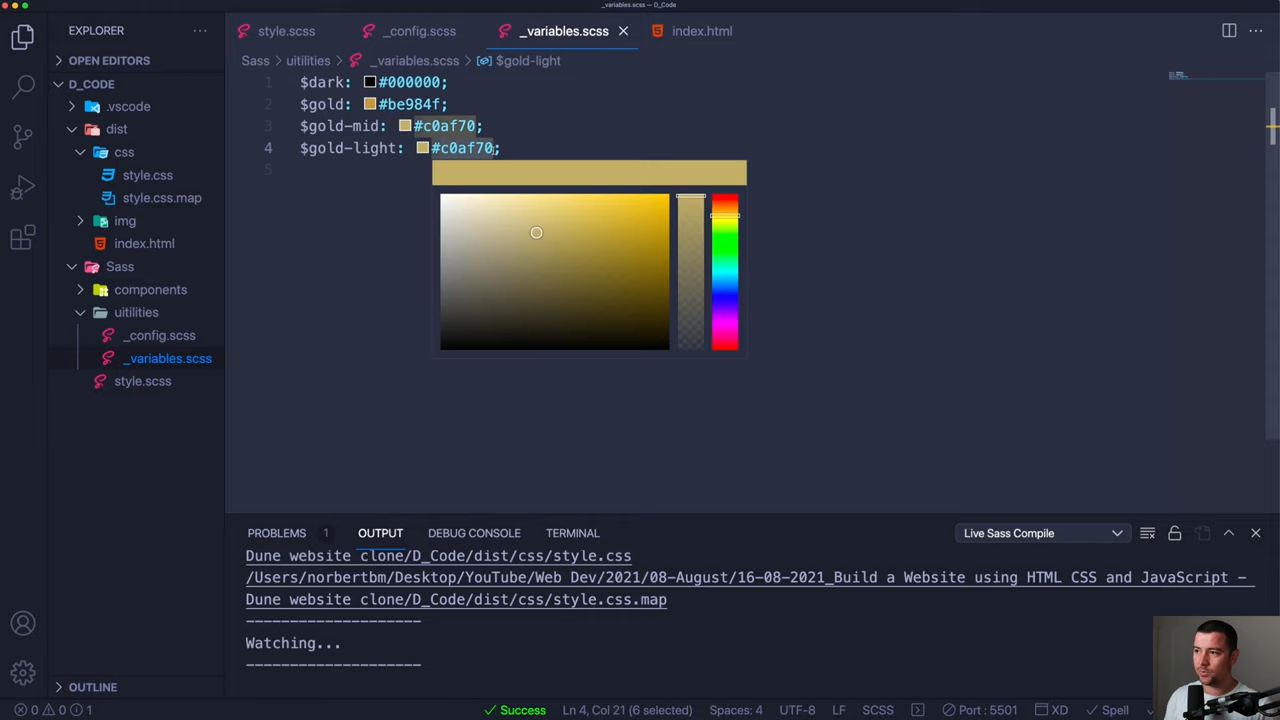 _variables.scss — D_Code
EXPLORER
style.scss
_config.scss
_variables.scss
index.html
OPEN EDITORS
Sass > uitilities > _variables.scss > $gold-light
D_CODE
.vscode
dist
css
style.css
style.css.map
img
index.html
Sass
components
uitilities
_config.scss
_variables.scss
style.scss
OUTLINE
1 $dark: #000000;
2 $gold: #be984f;
3 $gold-mid: #c0af70;
4 $gold-light: #c0af70;
5
PROBLEMS 1 OUTPUT DEBUG CONSOLE TERMINAL
Live Sass Compile
Dune website clone/D_Code/dist/css/style.css
/Users/norbertbm/Desktop/YouTube/Web Dev/2021/08-August/16-08-2021_Build a Website using HTML CSS and JavaScript -
Dune website clone/D_Code/dist/css/style.css.map
--------------------
Watching...
--------------------
0 0 1 Success Ln 4, Col 21 (6 selected) Spaces: 4 UTF-8 LF SCSS Port : 5501 XD Spell